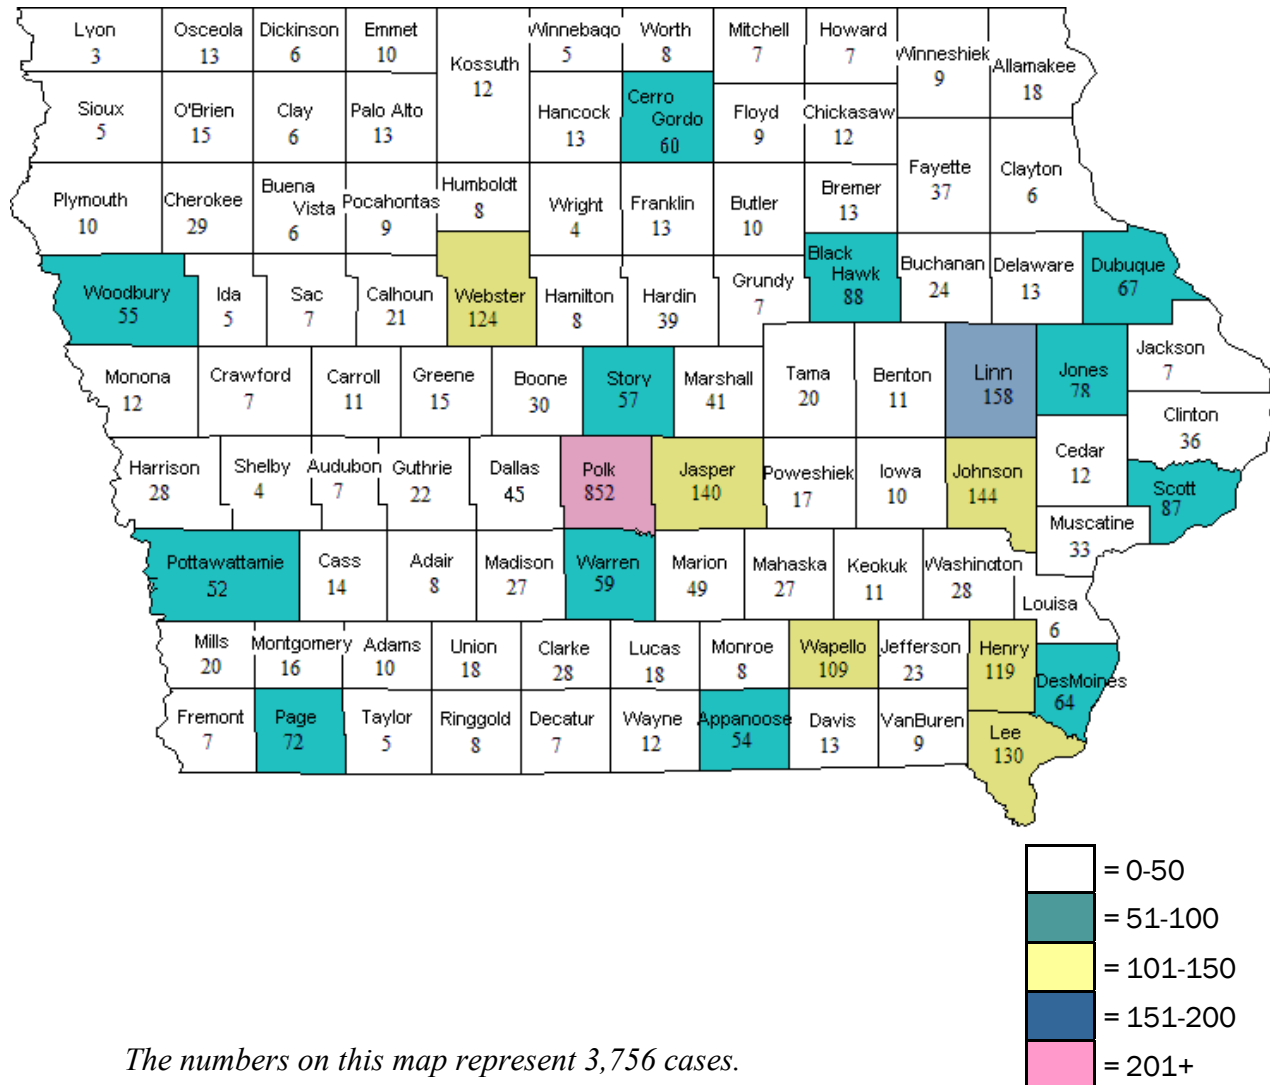 Lyon
3
Osceola
13
Dickinson
6
Emmet
10
Kossuth
12
Winnebago
5
Worth
8
Mitchell
7
Howard
7
Winneshiek
9
Allamakee
18
Sioux
5
O'Brien
15
Clay
6
Palo Alto
13
Hancock
13
Cerro
Gordo
60
Floyd
9
Chickasaw
12
Fayette
37
Clayton
6
Plymouth
10
Cherokee
29
Buena
Vista
6
Pocahontas
9
Humboldt
8
Wright
4
Franklin
13
Butler
10
Bremer
13
Woodbury
55
Ida
5
Sac
7
Calhoun
21
Webster
124
Hamilton
8
Hardin
39
Grundy
7
Black
Hawk
88
Buchanan
24
Delaware
13
Dubuque
67
Monona
12
Crawford
7
Carroll
11
Greene
15
Boone
30
Story
57
Marshall
41
Tama
20
Benton
11
Linn
158
Jones
78
Jackson
7
Clinton
36
Harrison
28
Shelby
4
Audubon
7
Guthrie
22
Dallas
45
Polk
852
Jasper
140
Poweshiek
17
Iowa
10
Johnson
144
Cedar
12
Scott
87
Muscatine
33
Pottawattamie
52
Cass
14
Adair
8
Madison
27
Warren
59
Marion
49
Mahaska
27
Keokuk
11
Washington
28
Louisa
6
Mills
20
Montgomery
16
Adams
10
Union
18
Clarke
28
Lucas
18
Monroe
8
Wapello
109
Jefferson
23
Henry
119
DesMoines
64
Fremont
7
Page
72
Taylor
5
Ringgold
8
Decatur
7
Wayne
12
Appanoose
54
Davis
13
VanBuren
9
Lee
130
= 0-50
= 51-100
= 101-150
= 151-200
= 201+
The numbers on this map represent 3,756 cases.